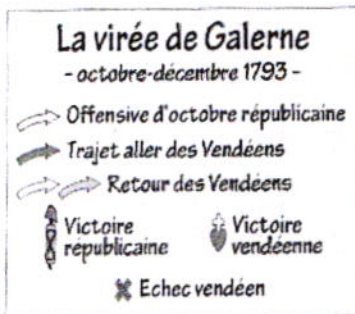 La virée de Galerne
- octobre-décembre 1793 -
Offensive d'octobre républicaine
Trajet aller des Vendéens
Retour des Vendéens
Victoire républicaine
Victoire vendéenne
Echec vendéen